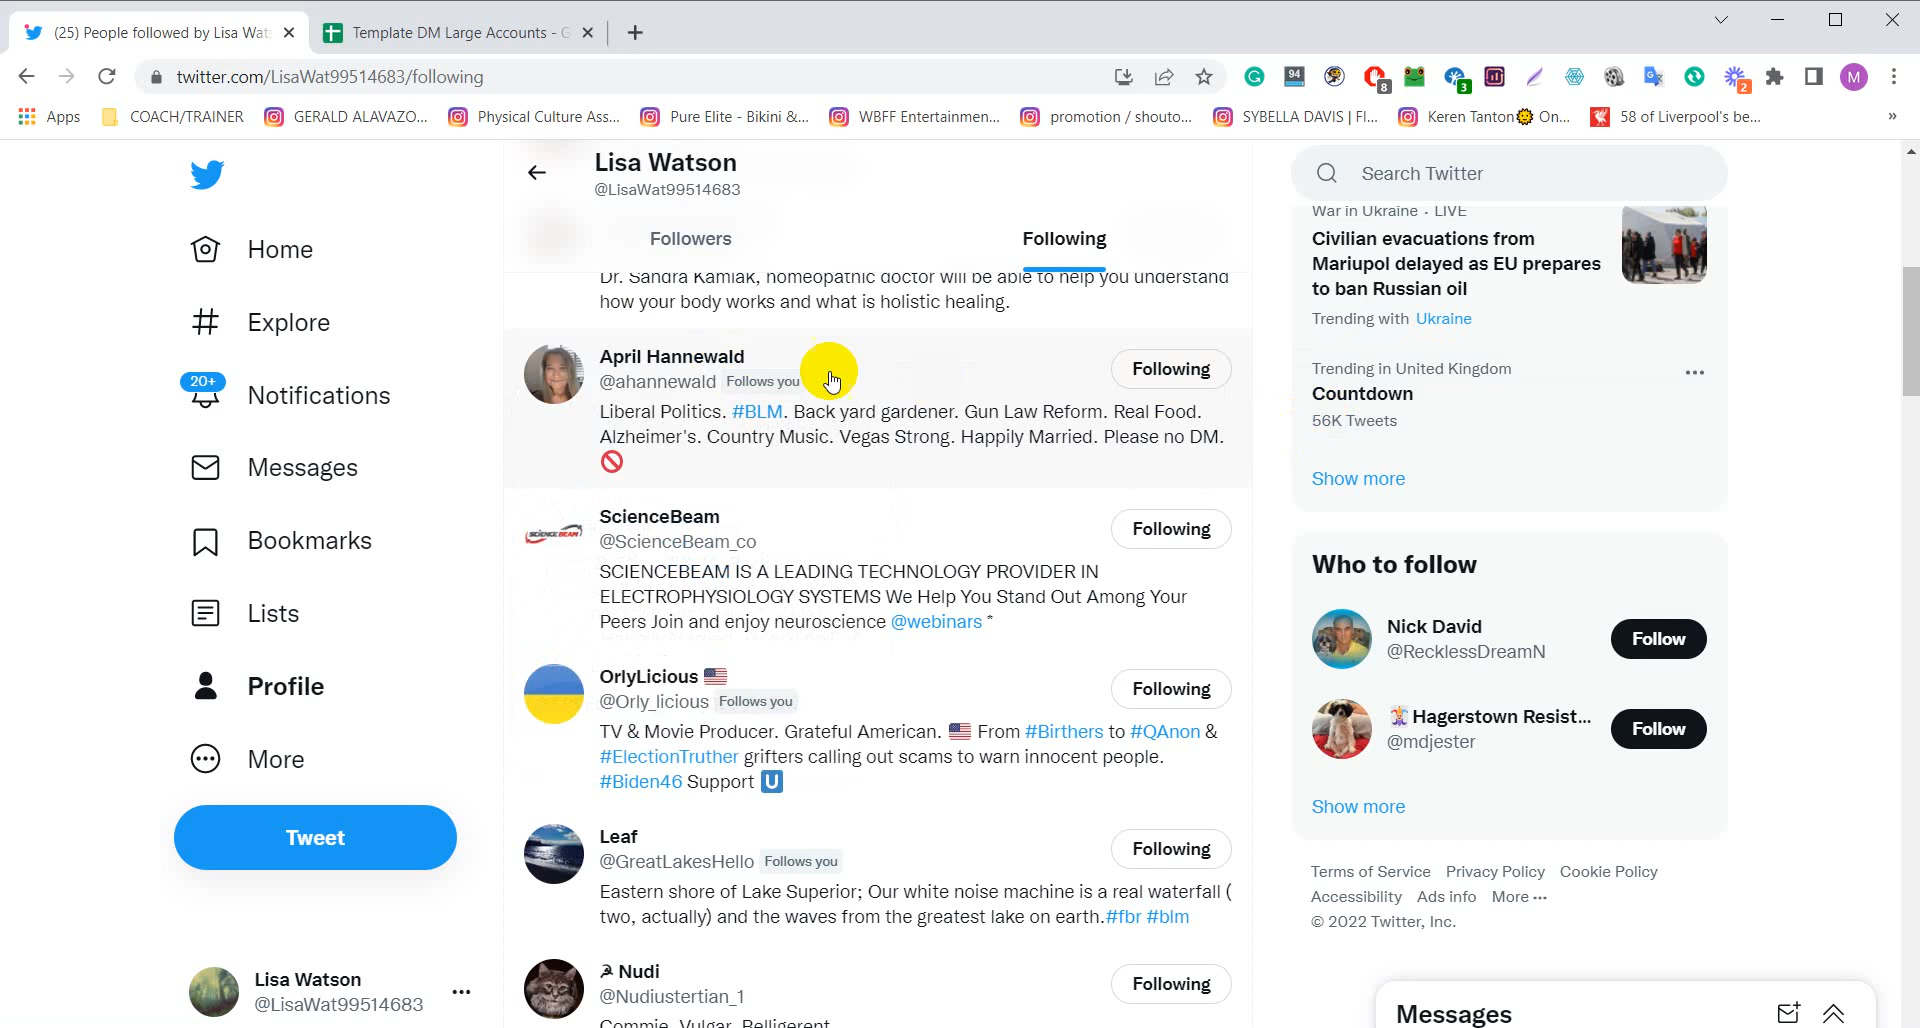 (25) People followed by Lisa Wat
Template DM Large Accounts - G
twitter.com/LisaWat99514683/following
94
8
3
2
M
Apps
COACH/TRAINER
GERALD ALAVAZO...
Physical Culture Ass...
Pure Elite - Bikini &...
WBFF Entertainmen...
promotion / shouto...
SYBELLA DAVIS | FI...
Keren Tanton🌞 On...
58 of Liverpool's be...
»
Home
Explore
20+
Notifications
Messages
Bookmarks
Lists
Profile
More
Tweet
Lisa Watson
@LisaWat99514683
Lisa Watson
@LisaWat99514683
Followers
Following
Dr. Sandra Kamiak, homeopathic doctor will be able to help you understand
how your body works and what is holistic healing.
April Hannewald
@ahannewald Follows you
Following
Liberal Politics. #BLM. Back yard gardener. Gun Law Reform. Real Food.
Alzheimer's. Country Music. Vegas Strong. Happily Married. Please no DM.
🚫
ScienceBeam
@ScienceBeam_co
Following
SCIENCE BEAM
SCIENCEBEAM IS A LEADING TECHNOLOGY PROVIDER IN
ELECTROPHYSIOLOGY SYSTEMS We Help You Stand Out Among Your
Peers Join and enjoy neuroscience @webinars *
OrlyLicious 🇺🇸
@Orly_licious Follows you
Following
TV & Movie Producer. Grateful American. 🇺🇸 From #Birthers to #QAnon &
#ElectionTruther grifters calling out scams to warn innocent people.
#Biden46 Support U
Leaf
@GreatLakesHello Follows you
Following
Eastern shore of Lake Superior; Our white noise machine is a real waterfall (
two, actually) and the waves from the greatest lake on earth.#fbr #blm
☭ Nudi
@Nudiustertian_1
Following
Commie. Vulgar. Belligerent
Search Twitter
War in Ukraine · LIVE
Civilian evacuations from
Mariupol delayed as EU prepares
to ban Russian oil
Trending with Ukraine
Trending in United Kingdom
Countdown
56K Tweets
Show more
Who to follow
Nick David
@RecklessDreamN
Follow
🃏Hagerstown Resist...
@mdjester
Follow
Show more
Terms of Service Privacy Policy Cookie Policy
Accessibility Ads info More ···
© 2022 Twitter, Inc.
Messages